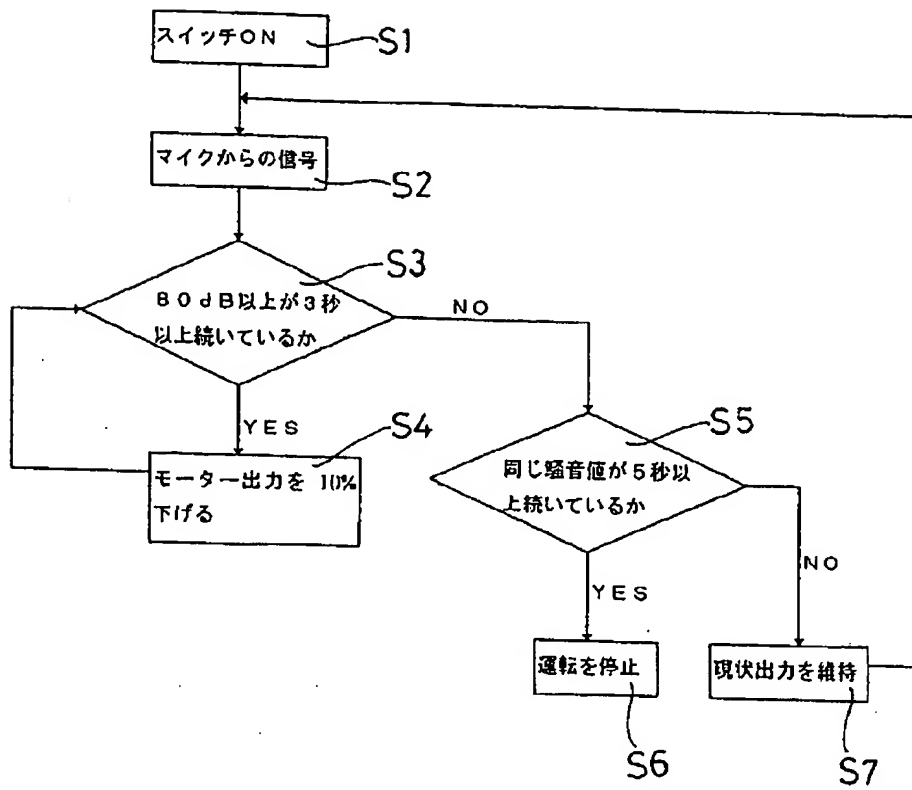 スイッチON
S1
マイクからの信号
S2
S3
80dB以上が3秒
以上続いているか
NO
YES
S4
モーター出力を 10%
下げる
S5
同じ騒音値が5秒以
上続いているか
NO
YES
運転を停止
現状出力を維持
S6
S7